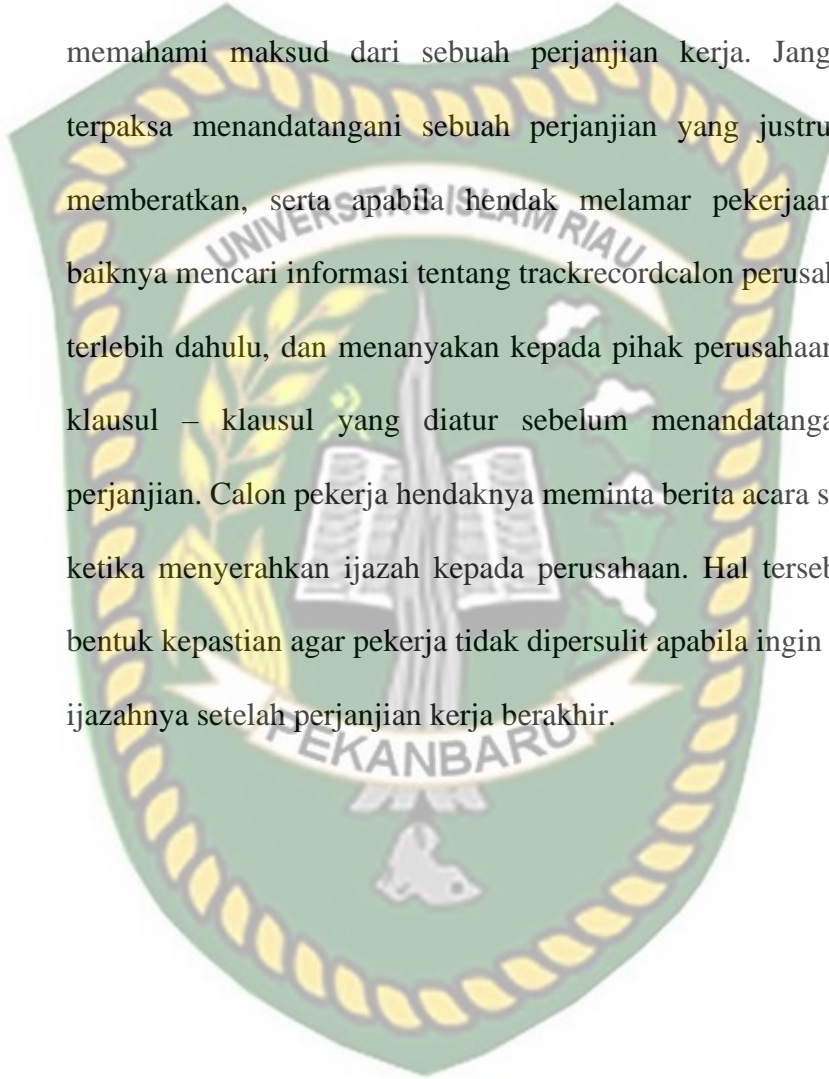 memahami maksud dari sebuah perjanjian kerja. Jang
terpaksa menandatangani sebuah perjanjian yang justru
memberatkan, serta apabila hendak melamar pekerjaan
UNIVERSITAS ISLAM RIAU
baiknya mencari informasi tentang trackrecordcalon perusah
terlebih dahulu, dan menanyakan kepada pihak perusahaan
klausul – klausul yang diatur sebelum menandatanga
perjanjian. Calon pekerja hendaknya meminta berita acara s
ketika menyerahkan ijazah kepada perusahaan. Hal terseb
bentuk kepastian agar pekerja tidak dipersulit apabila ingin
ijazahnya setelah perjanjian kerja berakhir.
PEKANBARU